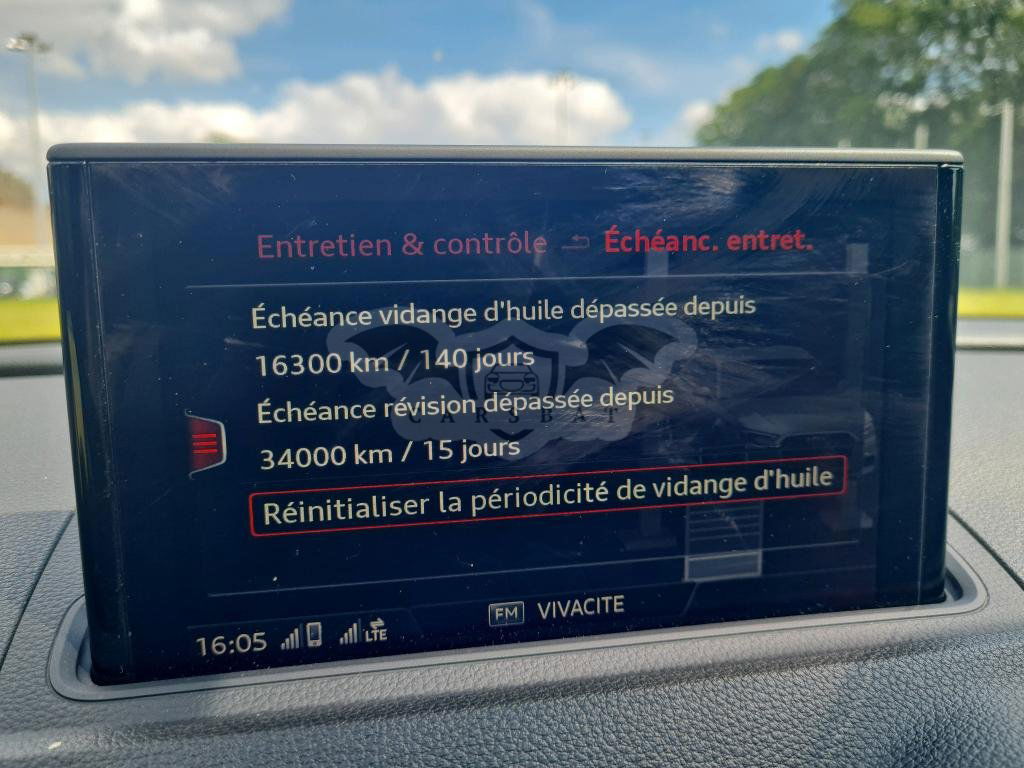 Entretien & contrôle Échéanc. entret.
Échéance vidange d'huile dépassée depuis
16300 km / 140 jours
Échéance révision dépassée depuis
CARSBAT
34000 km / 15 jours
Réinitialiser la périodicité de vidange d'huile
FM VIVACITE
16:05 LTE